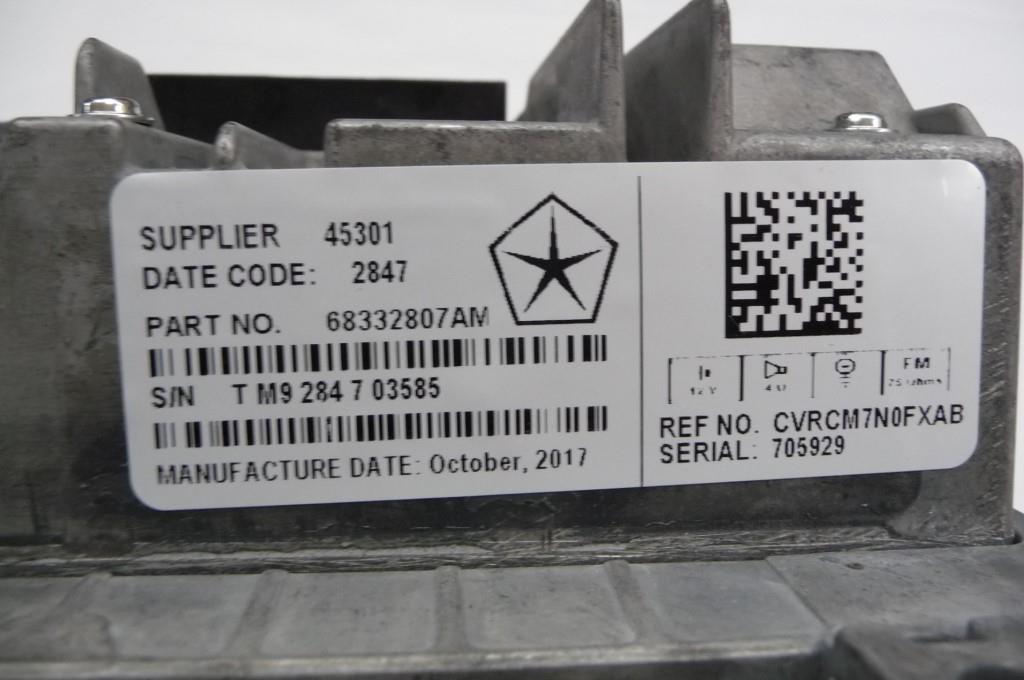 SUPPLIER 45301
DATE CODE: 2847
PART NO. 68332807AM
S/N T M9 284 7 03585
MANUFACTURE DATE: October, 2017
12 V 4 Ω FM
75 Ohms
REF NO. CVRCM7N0FXAB
SERIAL: 705929